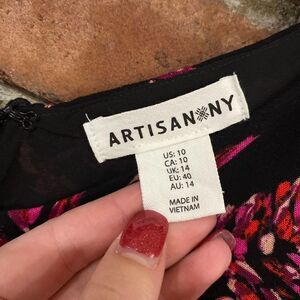 ARTISAN NY
US: 10
CA: 10
UK: 14
EU: 40
AU: 14
MADE IN
VIETNAM